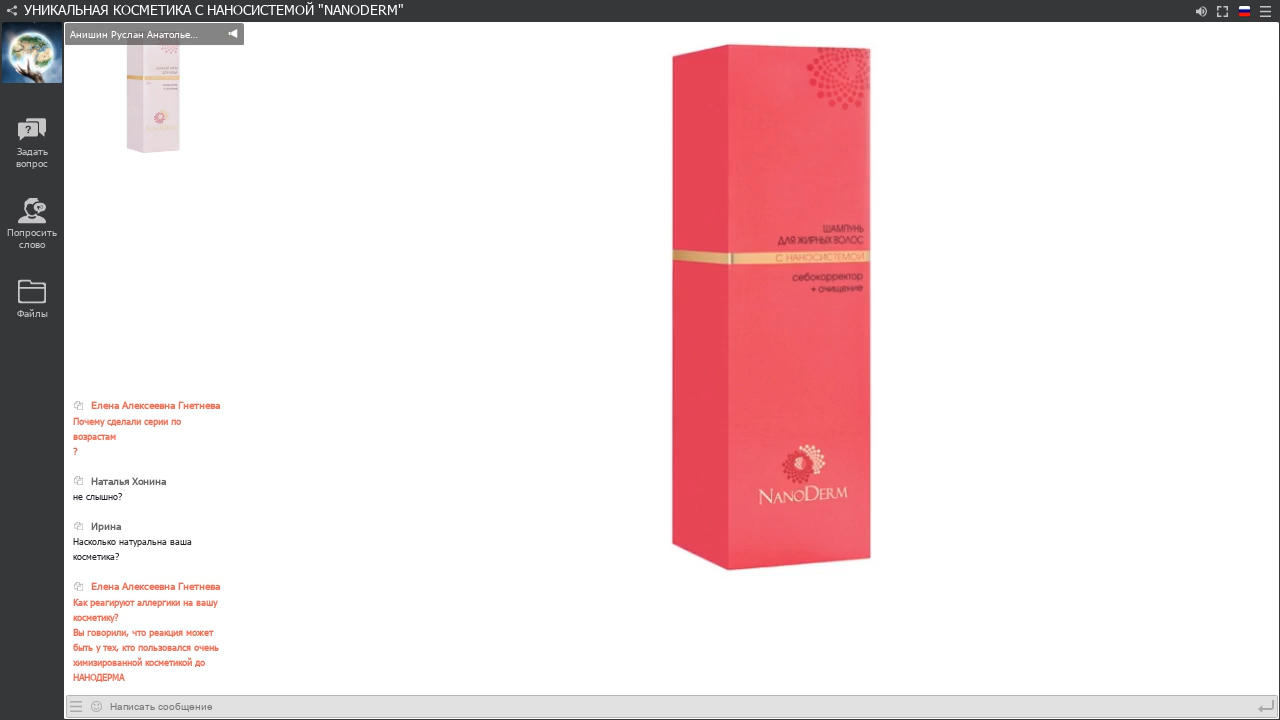 УНИКАЛЬНАЯ КОСМЕТИКА С НАНОСИСТЕМОЙ "NANODERM"
Анишин Руслан Анатолье...
Задать
вопрос
Попросить
слово
Файлы
Елена Алексеевна Гнетнева
Почему сделали серии по
возрастам
?
Наталья Хонина
не слышно?
Ирина
Насколько натуральна ваша
косметика?
Елена Алексеевна Гнетнева
Как реагируют аллергики на вашу
косметику?
Вы говорили, что реакция может
быть у тех, кто пользовался очень
химизированной косметикой до
НАНОДЕРМА
Написать сообщение
ШАМПУНЬ
ДЛЯ ЖИРНЫХ ВОЛОС
С НАНОСИСТЕМОЙ
себокорректор
+ очищение
NANODERM